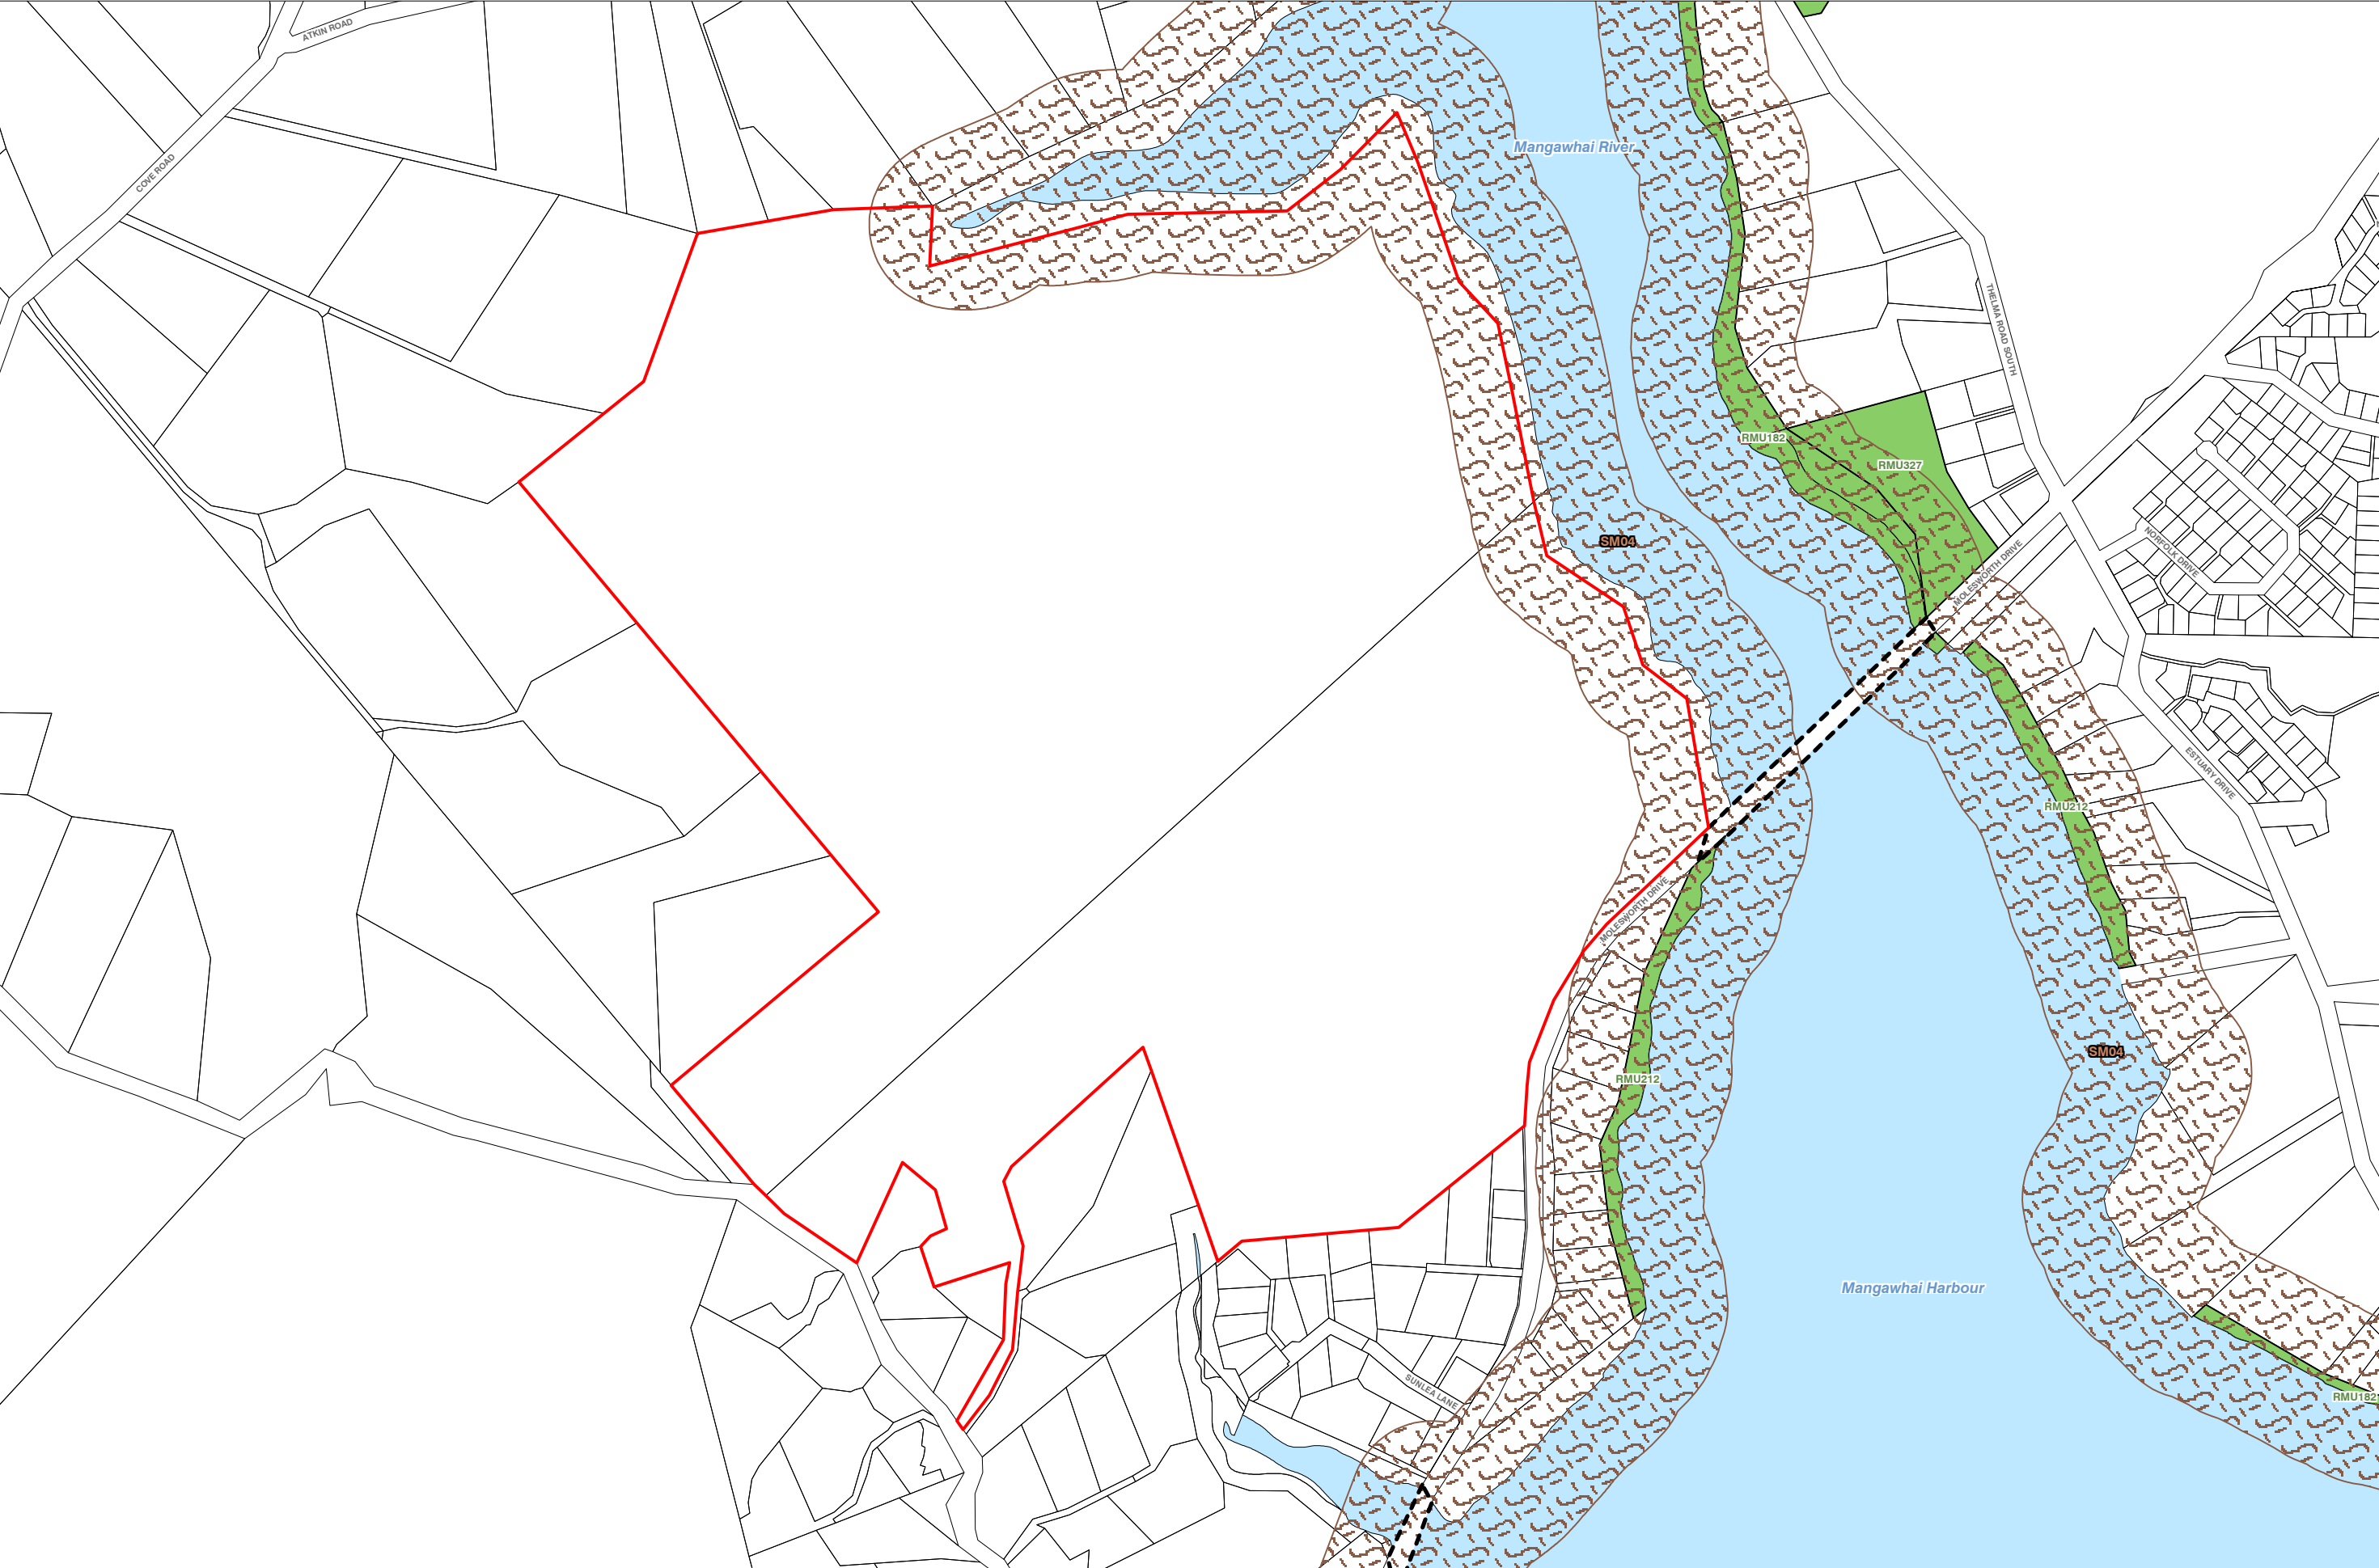 ATKIN ROAD
COVE ROAD
Mangawhai River
THELMA ROAD SOUTH
RMU182
RMU327
SM04
NORFOLK DRIVE
MOLESWORTH DRIVE
ESTUARY DRIVE
RMU212
MOLESWORTH DRIVE
SM04
RMU212
Mangawhai Harbour
SUNLEA LANE
RMU182